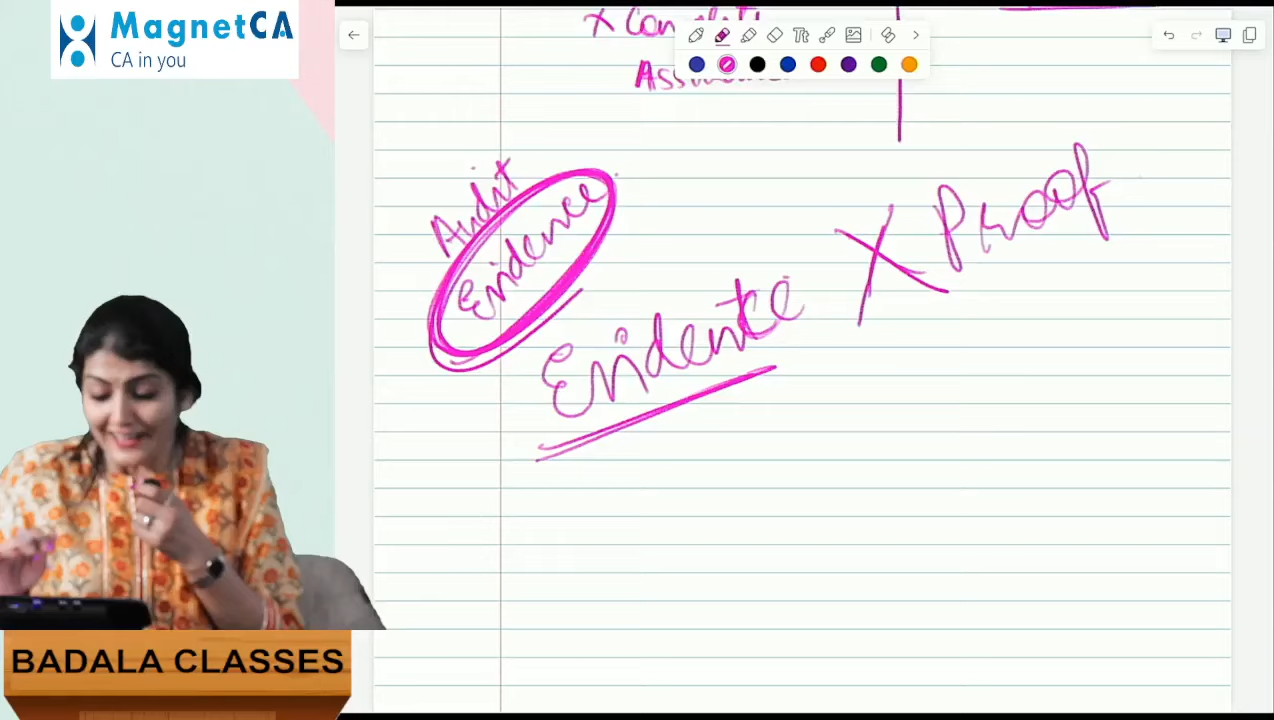 MagnetCA
CA in you
X
Audit
Evidence
Evidence X Proof
BADALA CLASSES